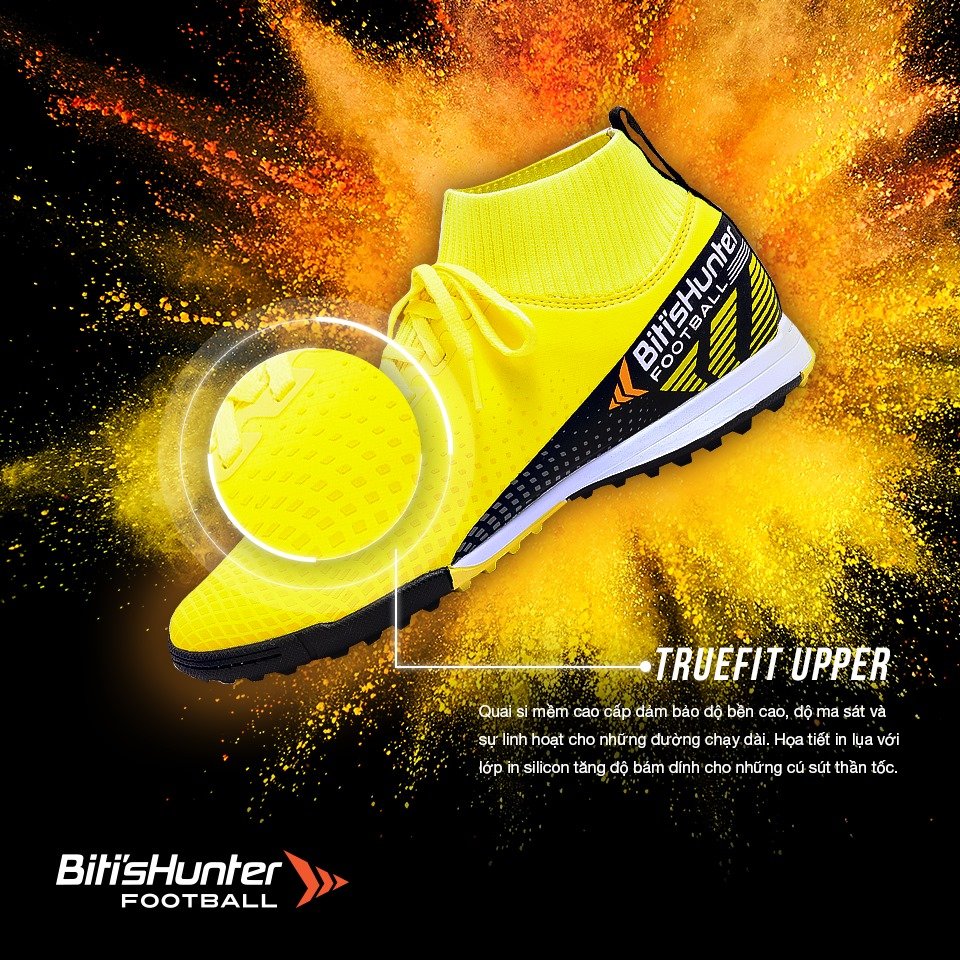 Biti'sHunter
FOOTBALL
TRUEFIT UPPER
Quai si mềm cao cấp đảm bảo độ bền cao, độ ma sát và
sự linh hoạt cho những đường chạy dài. Họa tiết in lụa với
lớp in silicon tăng độ bám dính cho những cú sút thần tốc.
Biti'sHunter
FOOTBALL